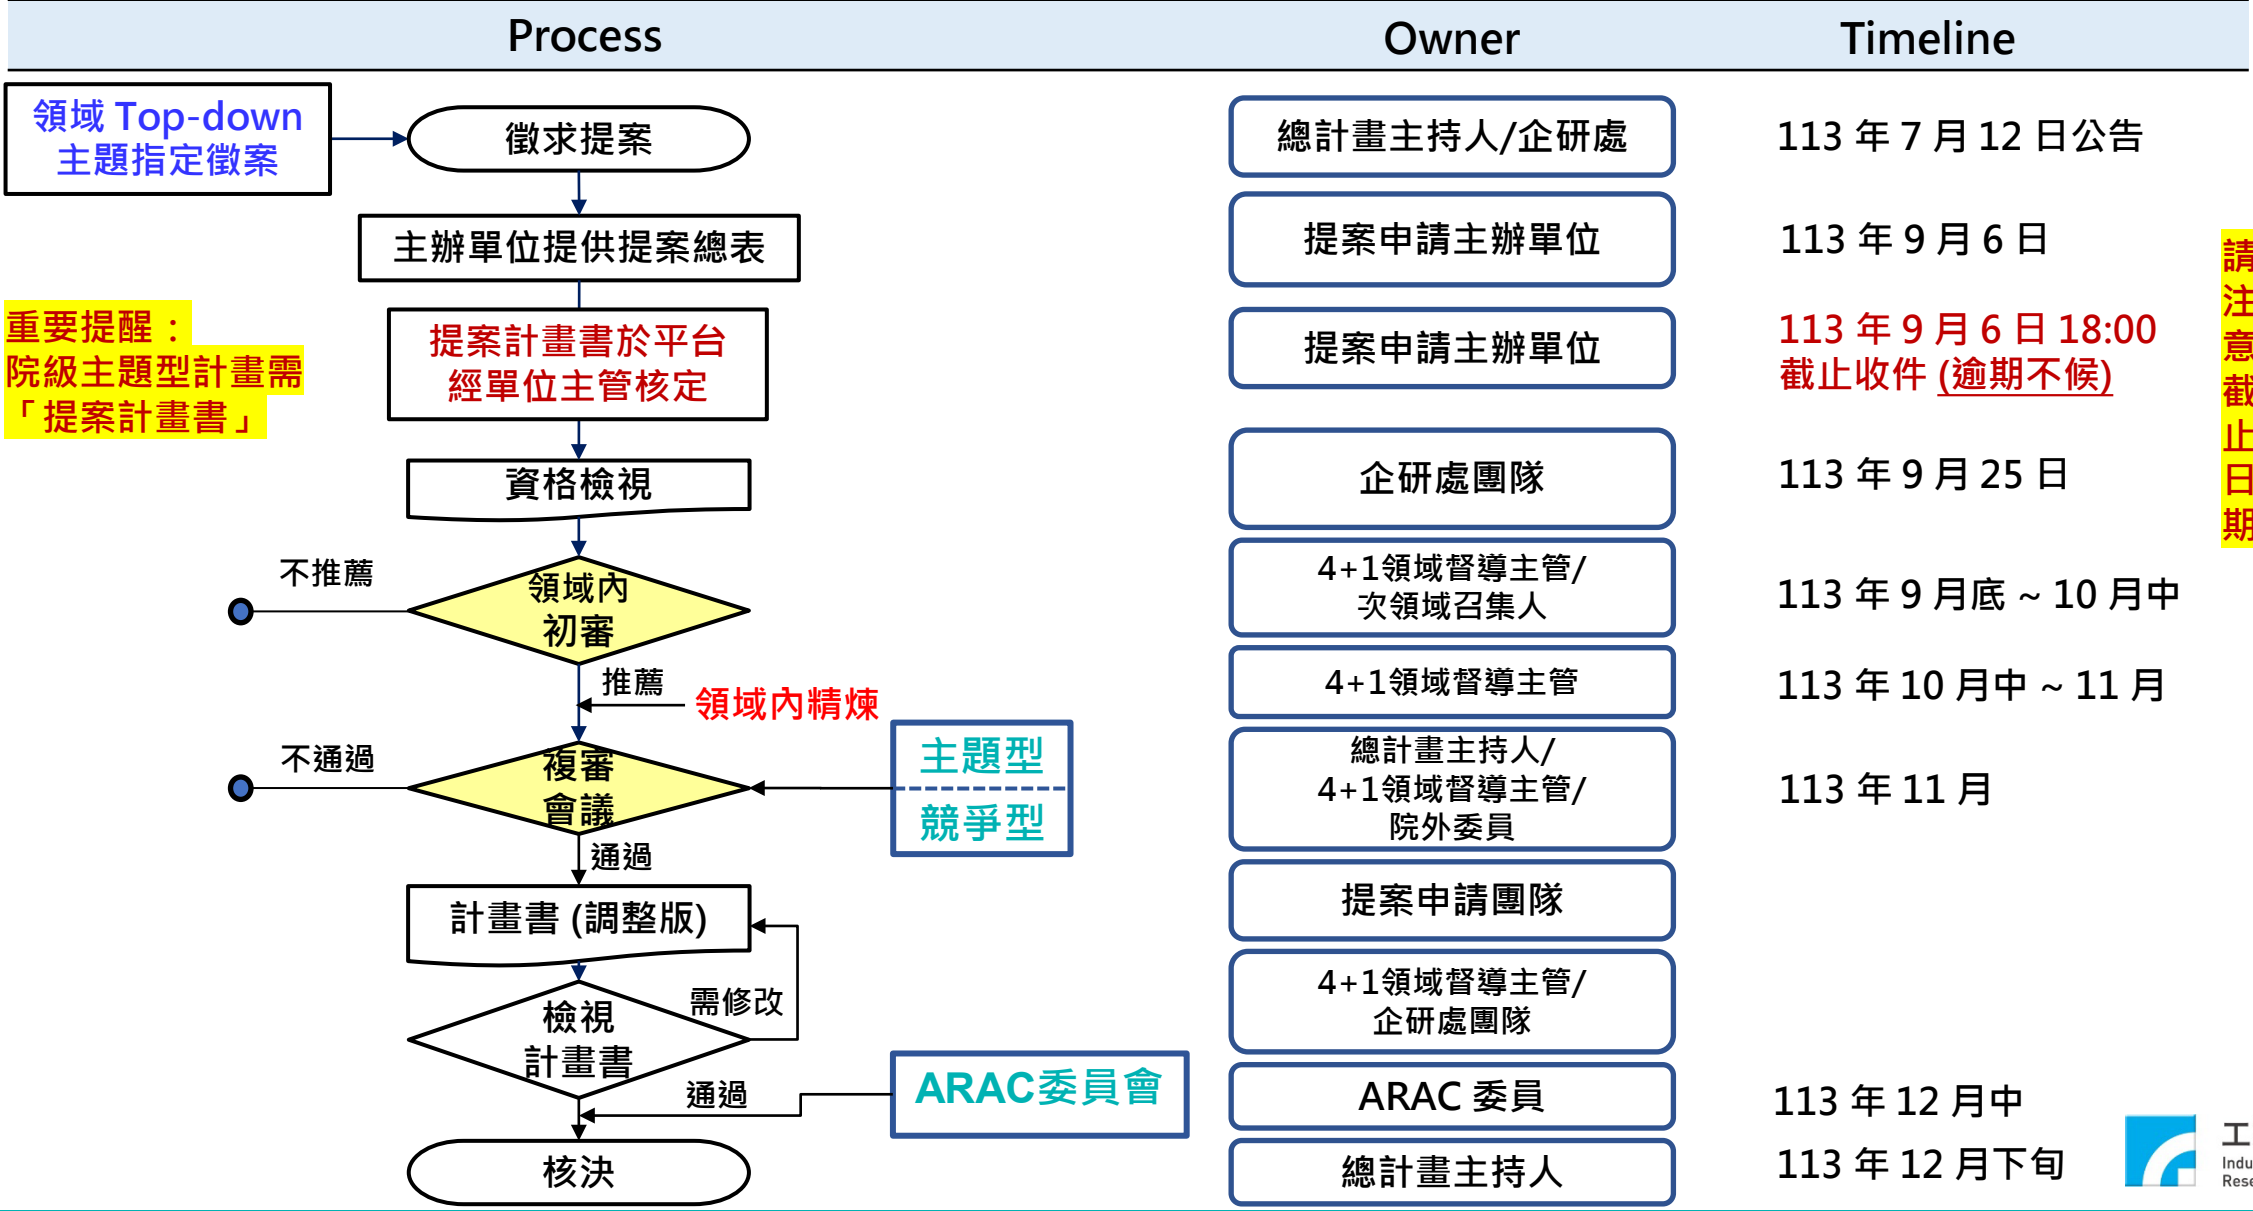 Process
Owner
Timeline
領域 Top-down
主題指定徵案
徵求提案
總計畫主持人/企研處
113 年 7 月 12 日公告
主辦單位提供提案總表
提案申請主辦單位
113 年 9 月 6 日
重要提醒：
院級主題型計畫需
「提案計畫書」
提案計畫書於平台
經單位主管核定
提案申請主辦單位
113 年 9 月 6 日 18:00
截止收件 (逾期不候)
請
注
意
截
止
日
期
資格檢視
企研處團隊
113 年 9 月 25 日
不推薦
領域內
初審
4+1領域督導主管/
次領域召集人
113 年 9 月底 ~ 10 月中
推薦
領域內精煉
4+1領域督導主管
113 年 10 月中 ~ 11 月
不通過
複審
會議
主題型
競爭型
總計畫主持人/
4+1領域督導主管/
院外委員
113 年 11 月
通過
計畫書 (調整版)
提案申請團隊
需修改
檢視
計畫書
4+1領域督導主管/
企研處團隊
通過
ARAC委員會
ARAC 委員
113 年 12 月中
核決
總計畫主持人
113 年 12 月下旬
工
Indu
Rese